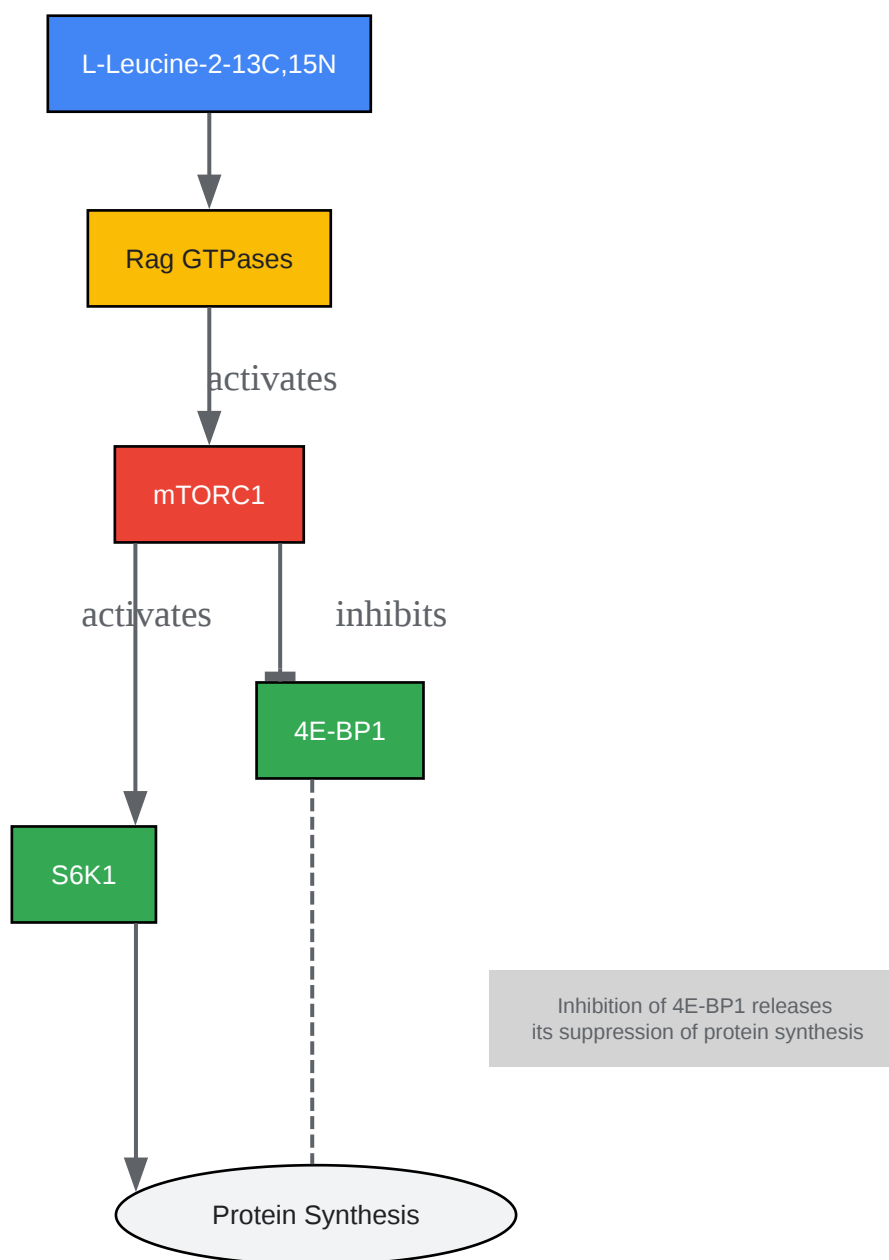 L-Leucine-2-13C,15N
Rag GTPases
activates
mTORC1
activates
inhibits
4E-BP1
S6K1
Inhibition of 4E-BP1 releases
its suppression of protein synthesis
Protein Synthesis